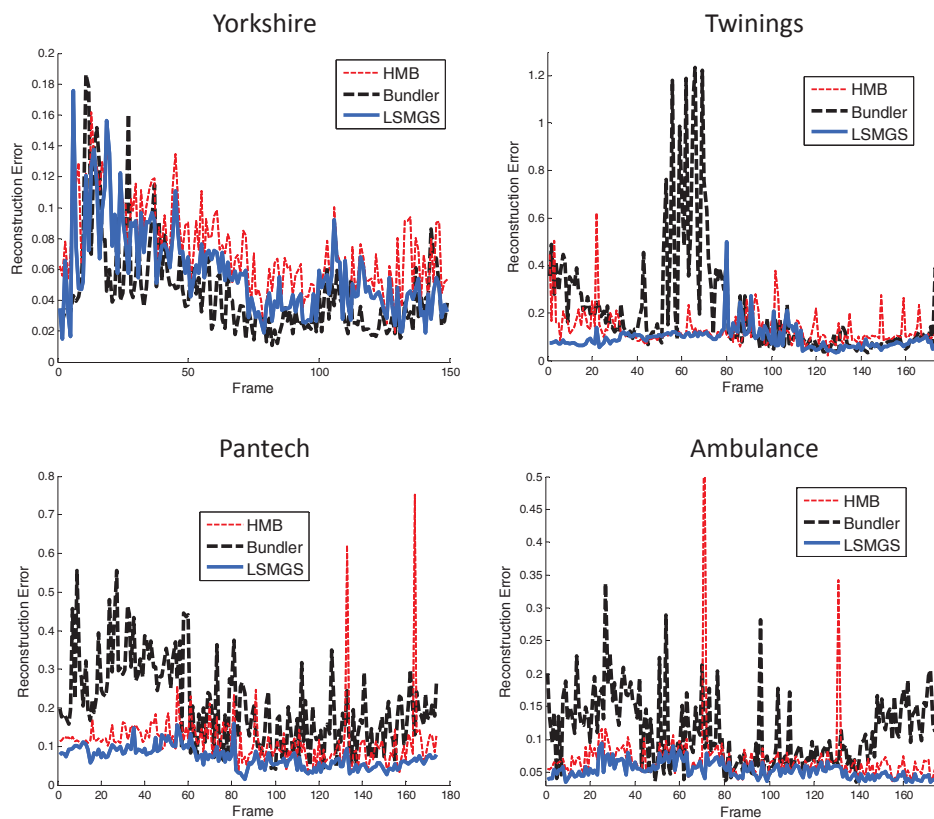 Yorkshire
Reconstruction Error
0.2
0.18
0.16
0.14
0.12
0.1
0.08
0.06
0.04
0.02
0
HMB
Bundler
LSMGS
0 50 100 150
Frame
Twinings
Reconstruction Error
1.2
1
0.8
0.6
0.4
0.2
0
HMB
Bundler
LSMGS
0 20 40 60 80 100 120 140 160
Frame
Pantech
Reconstruction Error
0.8
0.7
0.6
0.5
0.4
0.3
0.2
0.1
0
HMB
Bundler
LSMGS
0 20 40 60 80 100 120 140 160 180
Frame
Ambulance
Reconstruction Error
0.5
0.45
0.4
0.35
0.3
0.25
0.2
0.15
0.1
0.05
HMB
Bundler
LSMGS
0 20 40 60 80 100 120 140 160
Frame